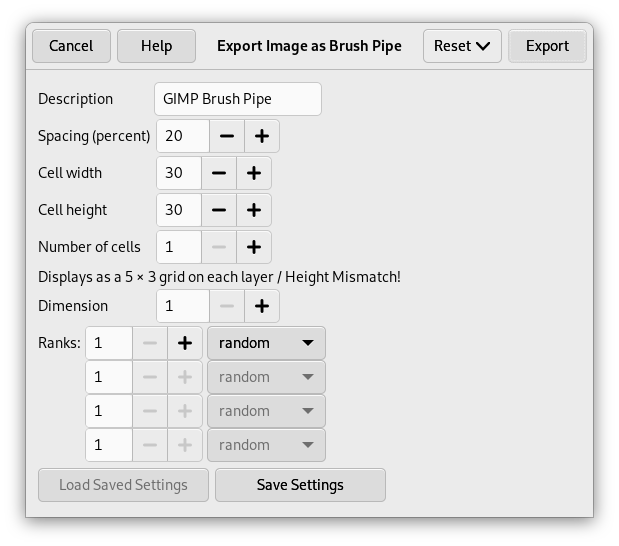 Cancel Help Export Image as Brush Pipe Reset Export
Description GIMP Brush Pipe
Spacing (percent) 20
Cell width 30
Cell height 30
Number of cells 1
Displays as a 5 × 3 grid on each layer / Height Mismatch!
Dimension 1
Ranks: 1 random
1 random
1 random
1 random
Load Saved Settings Save Settings